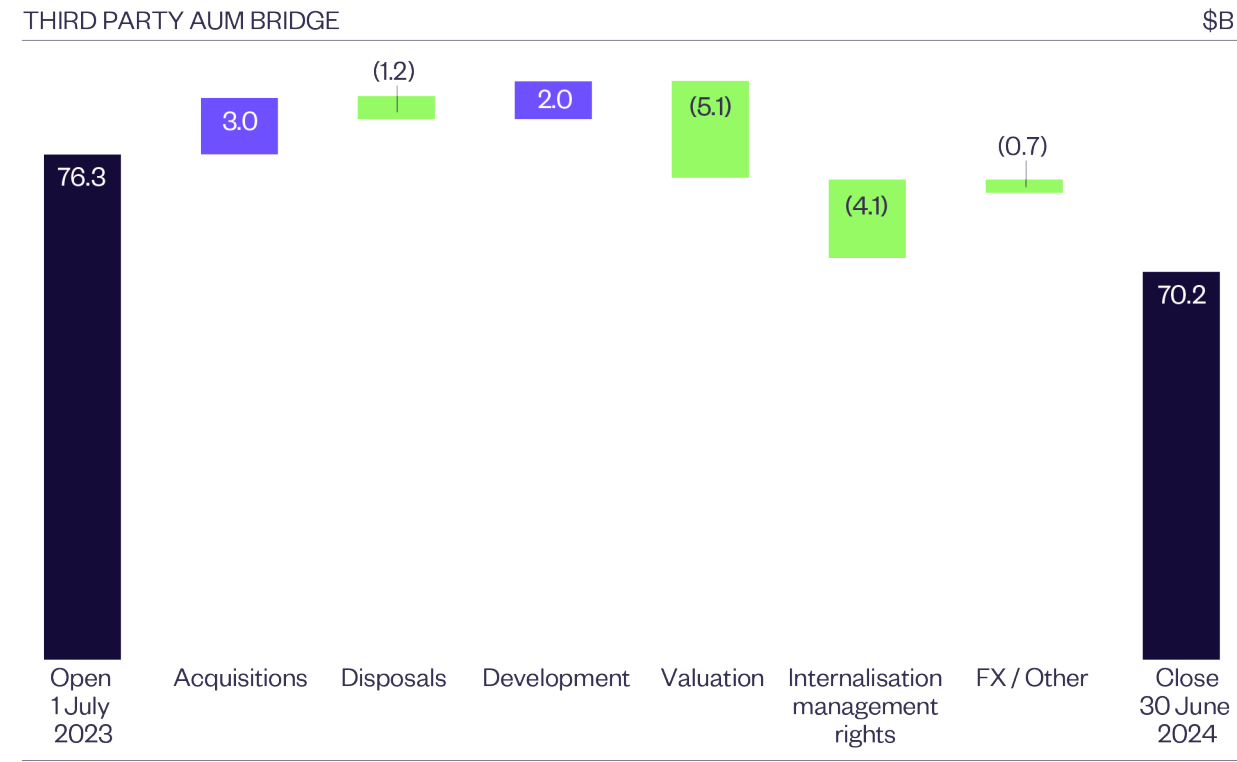 THIRD PARTY AUM BRIDGE $B
(1.2)
3.0
2.0
(5.1)
(0.7)
76.3
(4.1)
70.2
Open
1 July
2023
Acquisitions
Disposals
Development
Valuation
Internalisation
management
rights
FX / Other
Close
30 June
2024